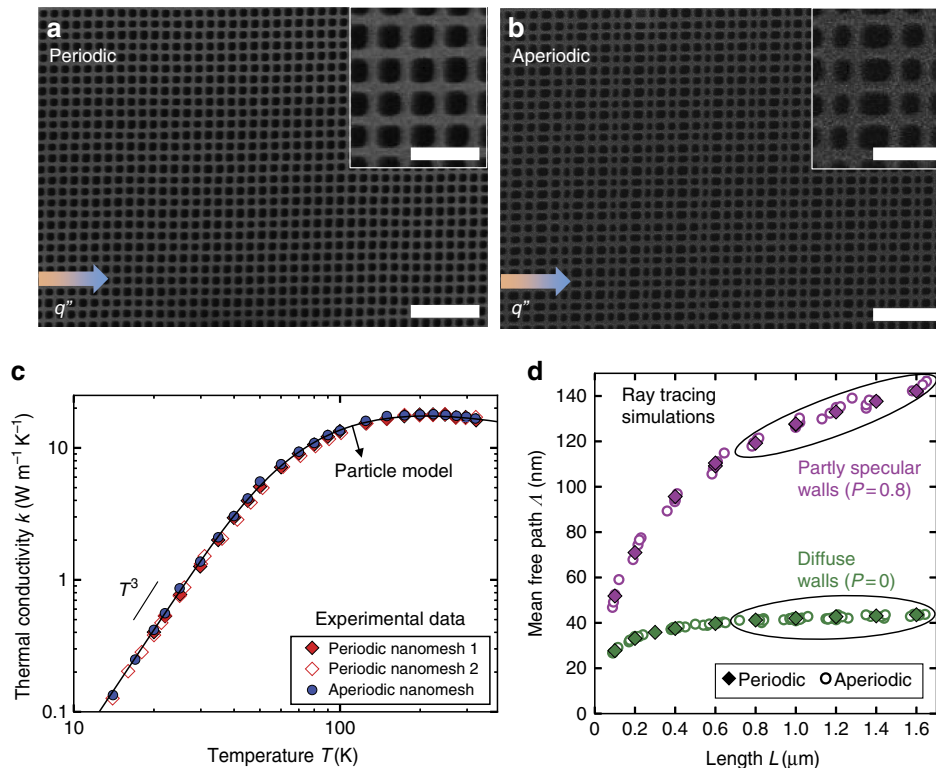 a
Periodic
q”
b
Aperiodic
q”
c
Thermal conductivity k (W m⁻¹ K⁻¹)
10
1
0.1
T³
Particle model
Experimental data
Periodic nanomesh 1
Periodic nanomesh 2
Aperiodic nanomesh
10
100
Temperature T (K)
d
Mean free path Λ (nm)
140
120
100
80
60
40
20
0
Ray tracing
simulations
Partly specular
walls (P = 0.8)
Diffuse
walls (P = 0)
Periodic
Aperiodic
0
0.2
0.4
0.6
0.8
1.0
1.2
1.4
1.6
Length L (μm)